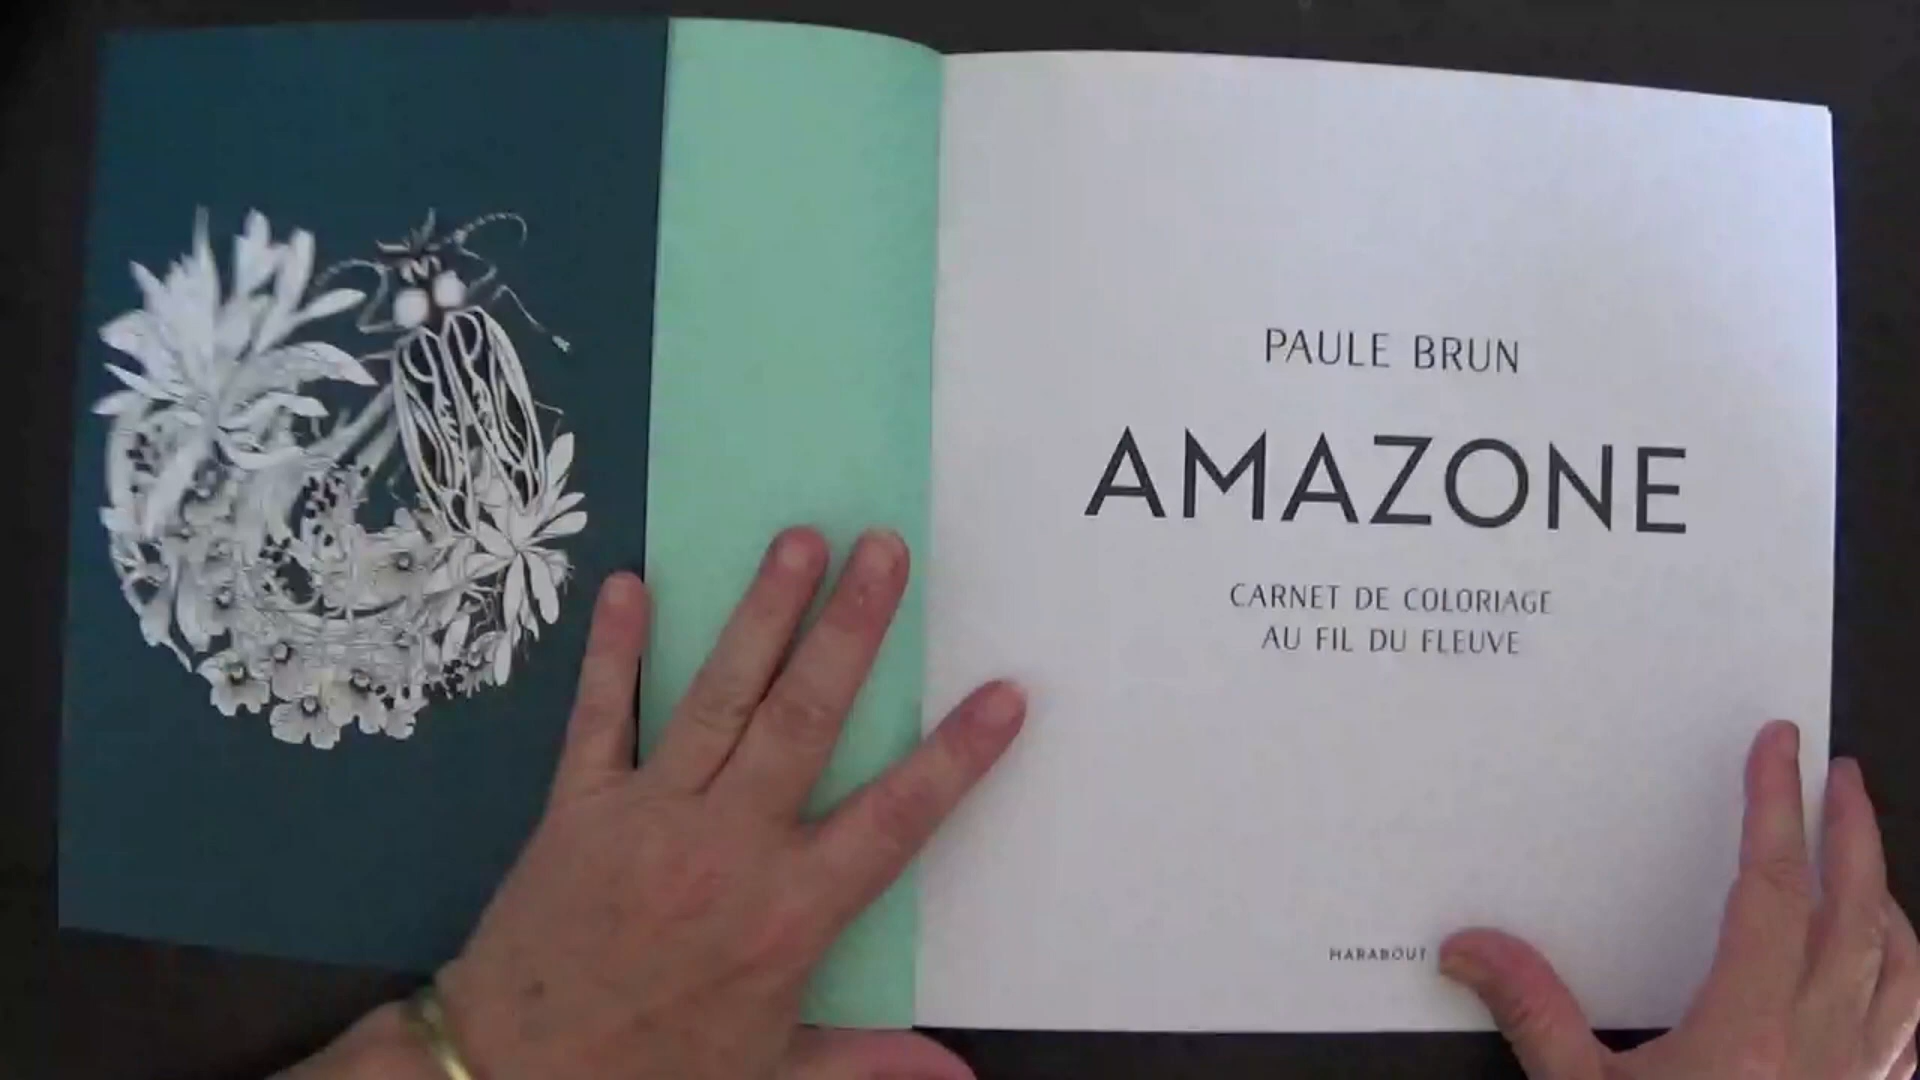 PAULE BRUN
AMAZONE
CARNET DE COLORIAGE
AU FIL DU FLEUVE
MARABOUT